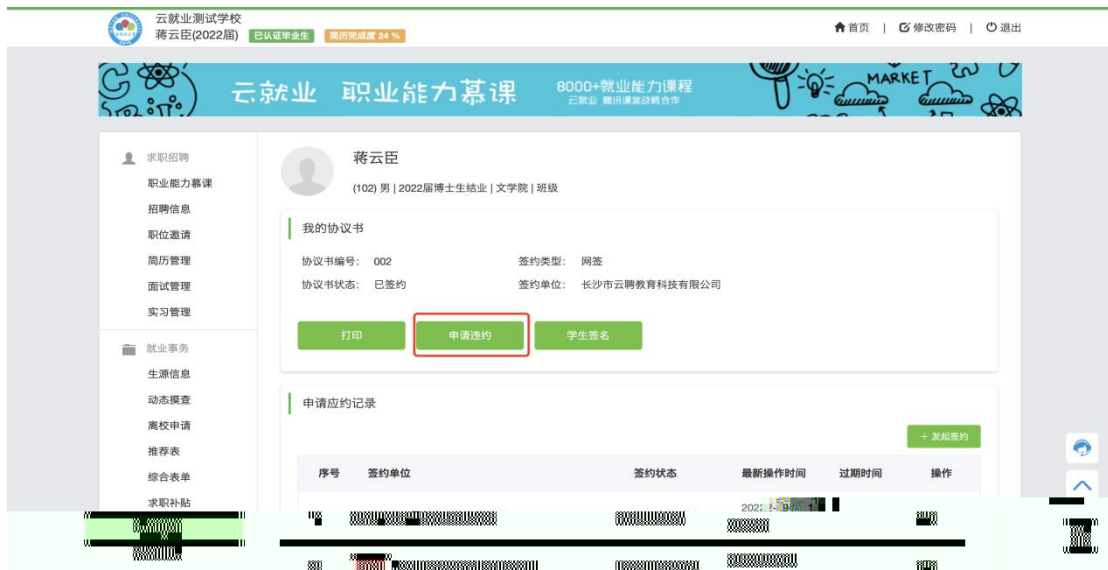 云就业测试学校
蒋云臣(2022届) 已认证毕业生 简历完成度 24 %
首页 | 修改密码 | 退出
云就业 职业能力慕课
8000+就业能力课程
云就业 腾讯课堂战略合作
MARKET
求职招聘
职业能力慕课
招聘信息
职位邀请
简历管理
面试管理
实习管理
就业事务
生源信息
动态摸查
离校申请
推荐表
综合表单
求职补贴
蒋云臣
(102) 男 | 2022届博士生结业 | 文学院 | 班级
我的协议书
协议书编号: 002 签约类型: 网签
协议书状态: 已签约 签约单位: 长沙市云聘教育科技有限公司
打印 申请违约 学生签名
申请应约记录
+ 发起签约
序号 签约单位 签约状态 最新操作时间 过期时间 操作